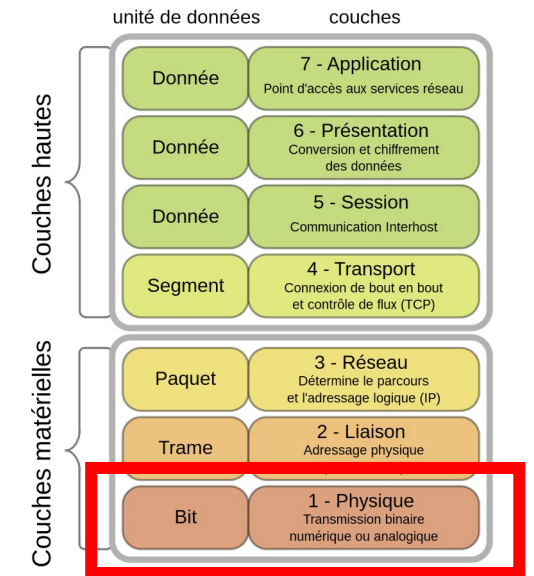 unité de données
couches
Couches hautes
Donnée
7 - Application
Point d'accès aux services réseau
Donnée
6 - Présentation
Conversion et chiffrement
des données
Donnée
5 - Session
Communication Interhost
Segment
4 - Transport
Connexion de bout en bout
et contrôle de flux (TCP)
Couches matérielles
Paquet
3 - Réseau
Détermine le parcours
et l'adressage logique (IP)
Trame
2 - Liaison
Adressage physique
Bit
1 - Physique
Transmission binaire
numérique ou analogique